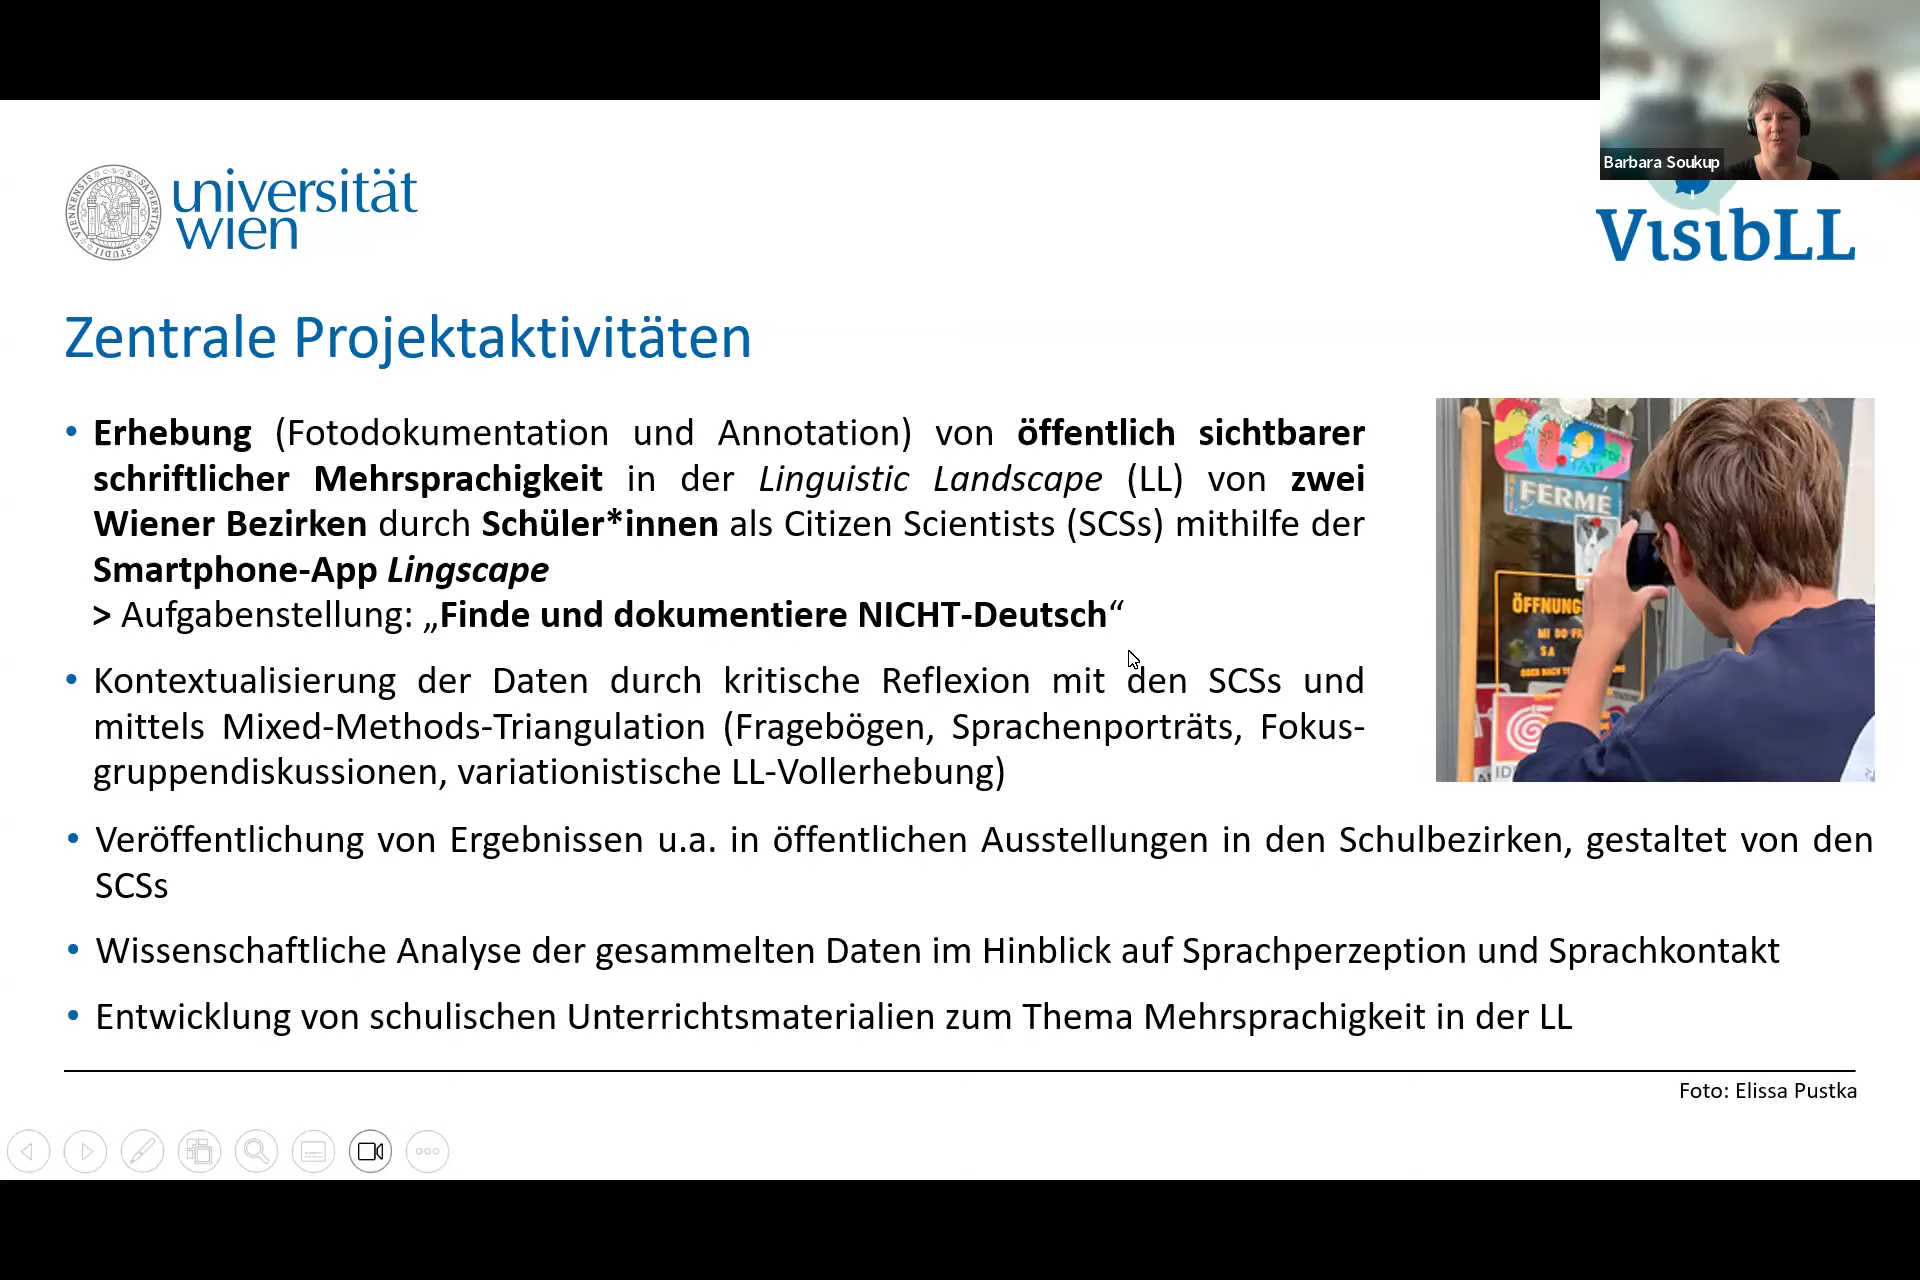 Barbara Soukup
universität
wien
VisibLL
Zentrale Projektaktivitäten
• Erhebung (Fotodokumentation und Annotation) von öffentlich sichtbarer
schriftlicher Mehrsprachigkeit in der Linguistic Landscape (LL) von zwei
Wiener Bezirken durch Schüler*innen als Citizen Scientists (SCSs) mithilfe der
Smartphone-App Lingscape
> Aufgabenstellung: „Finde und dokumentiere NICHT-Deutsch“
• Kontextualisierung der Daten durch kritische Reflexion mit den SCSs und
mittels Mixed-Methods-Triangulation (Fragebögen, Sprachenporträts, Fokus-
gruppendiskussionen, variationistische LL-Vollerhebung)
FERMÉ
ÖFFNUNG
MI DO FR
SA
• Veröffentlichung von Ergebnissen u.a. in öffentlichen Ausstellungen in den Schulbezirken, gestaltet von den
SCSs
• Wissenschaftliche Analyse der gesammelten Daten im Hinblick auf Sprachperzeption und Sprachkontakt
• Entwicklung von schulischen Unterrichtsmaterialien zum Thema Mehrsprachigkeit in der LL
Foto: Elissa Pustka